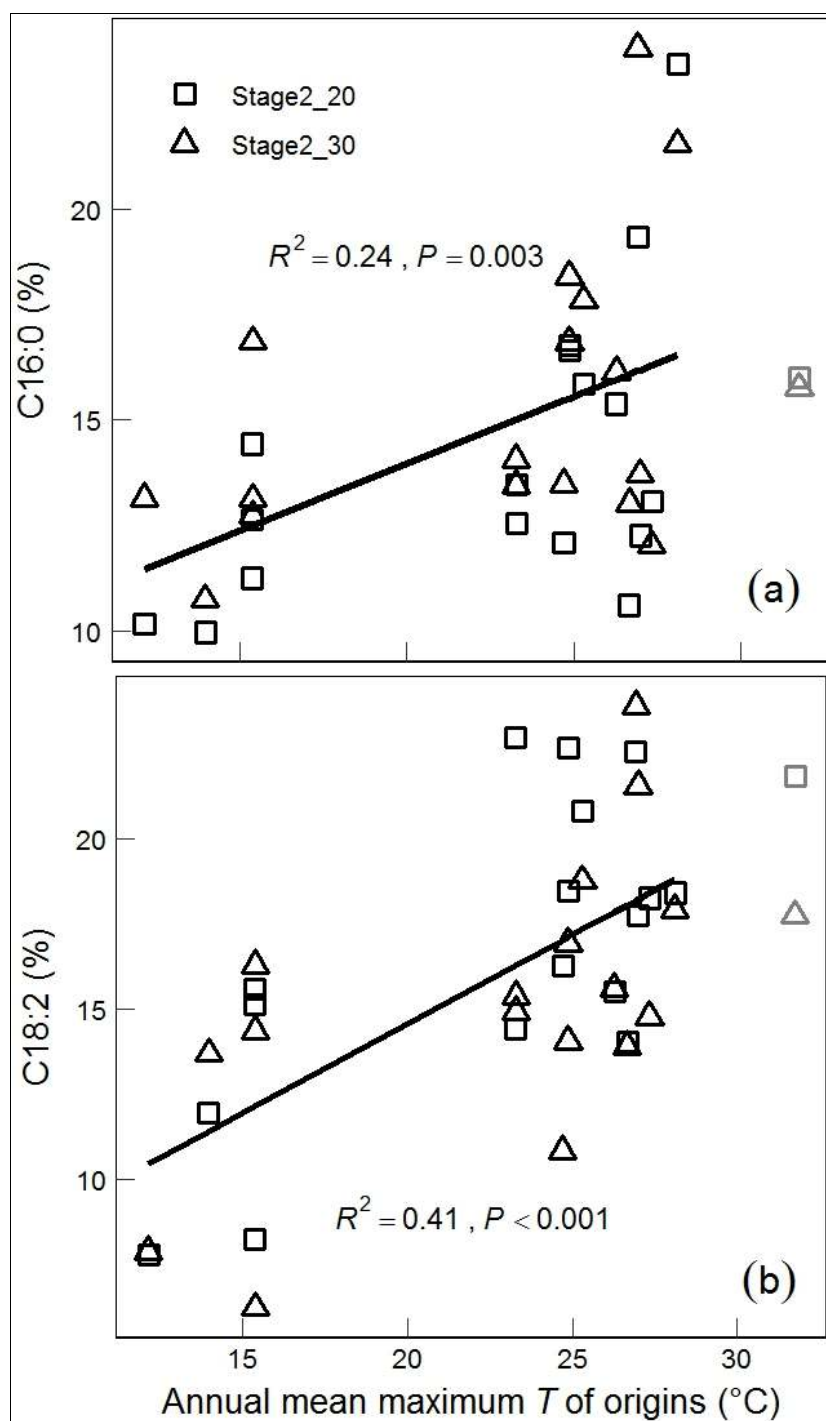 Stage2_20
Stage2_30
20
R² = 0.24 , P = 0.003
C16:0 (%)
15
10
(a)
20
C18:2 (%)
15
10
R² = 0.41 , P < 0.001
(b)
15 20 25 30
Annual mean maximum T of origins (°C)